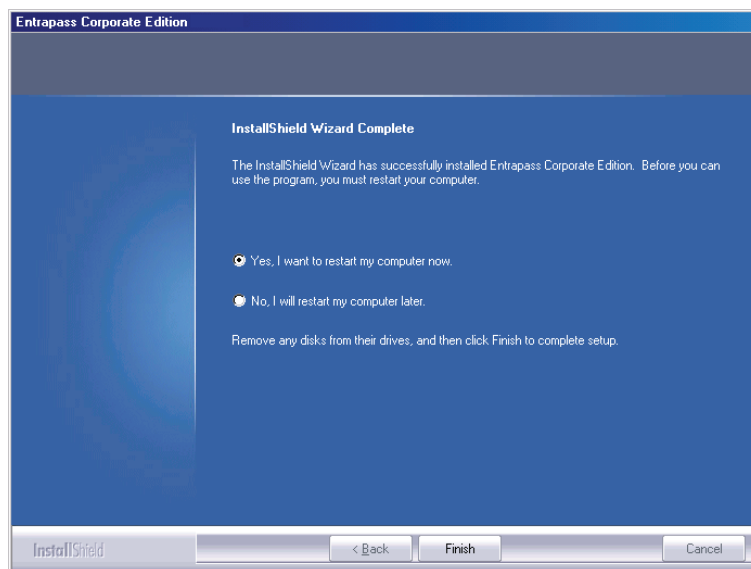 Entrapass Corporate Edition
InstallShield Wizard Complete
The InstallShield Wizard has successfully installed Entrapass Corporate Edition. Before you can
use the program, you must restart your computer.
Yes, I want to restart my computer now.
No, I will restart my computer later.
Remove any disks from their drives, and then click Finish to complete setup.
InstallShield
< Back
Finish
Cancel